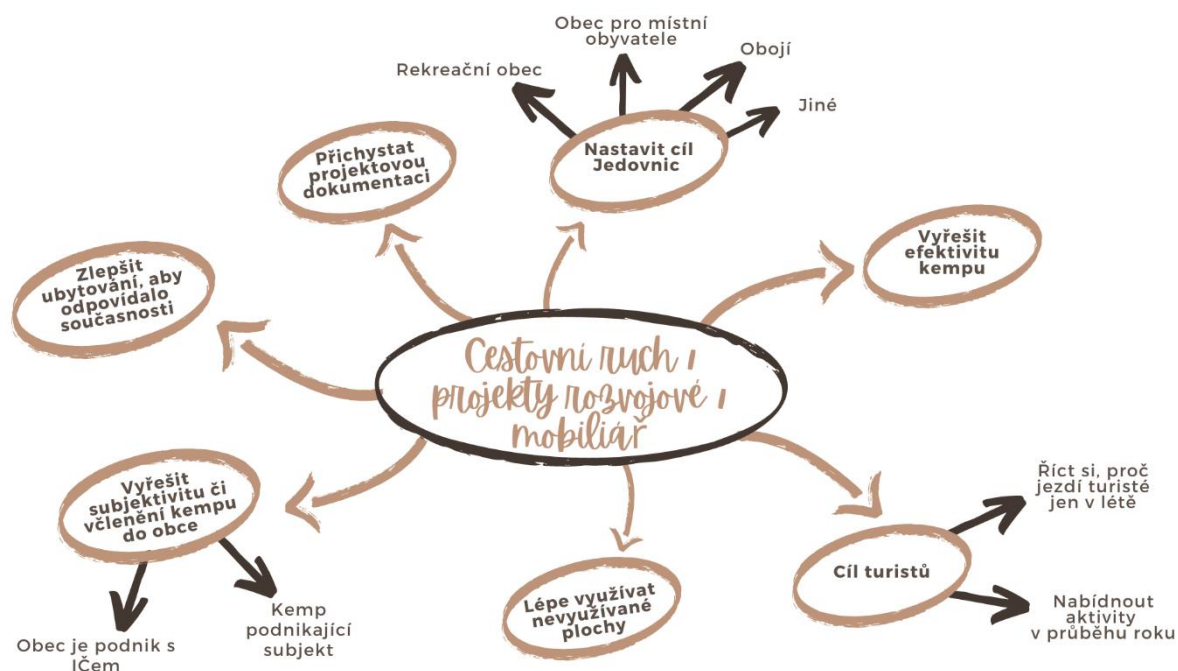 Obec pro místní
obyvatele
Obojí
Rekreační obec
Jiné
Nastavit cíl
Jedovnic
Přichystat
projektovou
dokumentaci
Vyřešit
efektivitu
kempu
Zlepšit
ubytování, aby
odpovídalo
současnosti
Cestovní ruch,
projekty rozvojové,
mobiliář
Vyřešit
subjektivitu či
včlenění kempu
do obce
Říct si, proč
jezdí turisté
jen v létě
Cíl turistů
Lépe využívat
nevyužívané
plochy
Nabídnout
aktivity
v průběhu roku
Kemp
podnikající
subjekt
Obec je podnik s
IČem